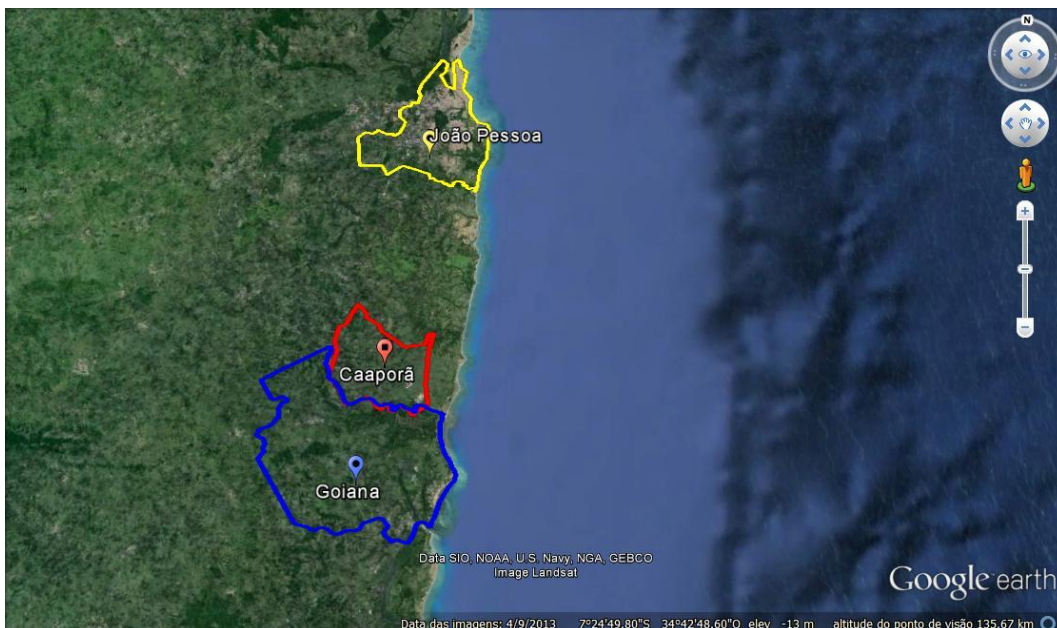 N
João Pessoa
Caaporã
Goiana
Data SIO, NOAA, U.S. Navy, NGA, GEBCO
Image Landsat
Google earth
Data das imagens: 4/9/2013 7°24'49.80"S 34°42'48.60"O elev -13 m altitude do ponto de visão 135.67 km